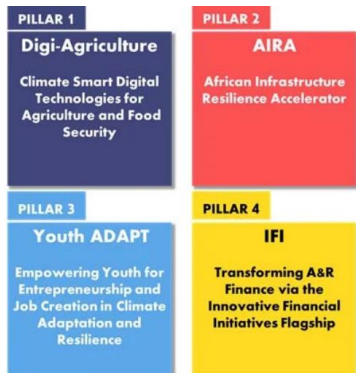 PILLAR 1
Digi-Agriculture
Climate Smart Digital
Technologies for
Agriculture and Food
Security
PILLAR 2
AIRA
African Infrastructure
Resilience Accelerator
PILLAR 3
Youth ADAPT
Empowering Youth for
Entrepreneurship and
Job Creation in Climate
Adaptation and
Resilience
PILLAR 4
IFI
Transforming A&R
Finance via the
Innovative Financial
Initiatives Flagship